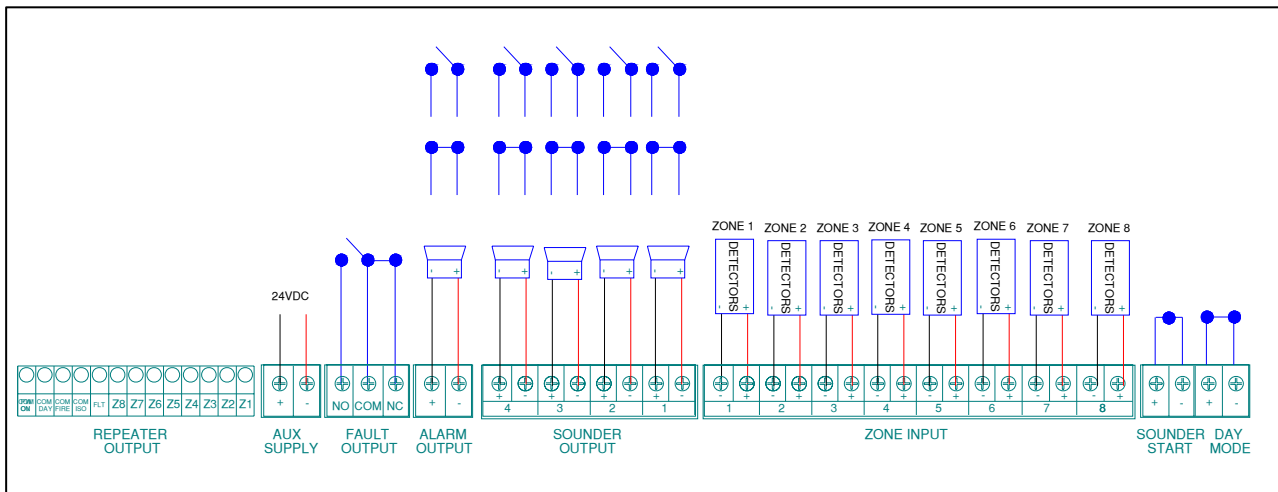 ZONE 1
ZONE 2
ZONE 3
ZONE 4
ZONE 5
ZONE 6
ZONE 7
ZONE 8
DETECTORS
- +
DETECTORS
- +
DETECTORS
- +
DETECTORS
- +
DETECTORS
- +
DETECTORS
- +
DETECTORS
- +
DETECTORS
- +
- +
- +
- +
- +
- +
24VDC
ON
COM DAY
COM FIRE
COM ISO
FLT
Z8
Z7
Z6
Z5
Z4
Z3
Z2
Z1
REPEATER
OUTPUT
+ -
AUX
SUPPLY
NO COM NC
FAULT
OUTPUT
+ -
ALARM
OUTPUT
+ - + - + - + -
4 3 2 1
SOUNDER
OUTPUT
- + - + - + - + - + - + - + - +
1 2 3 4 5 6 7 8
ZONE INPUT
+ - + -
SOUNDER
START
DAY
MODE